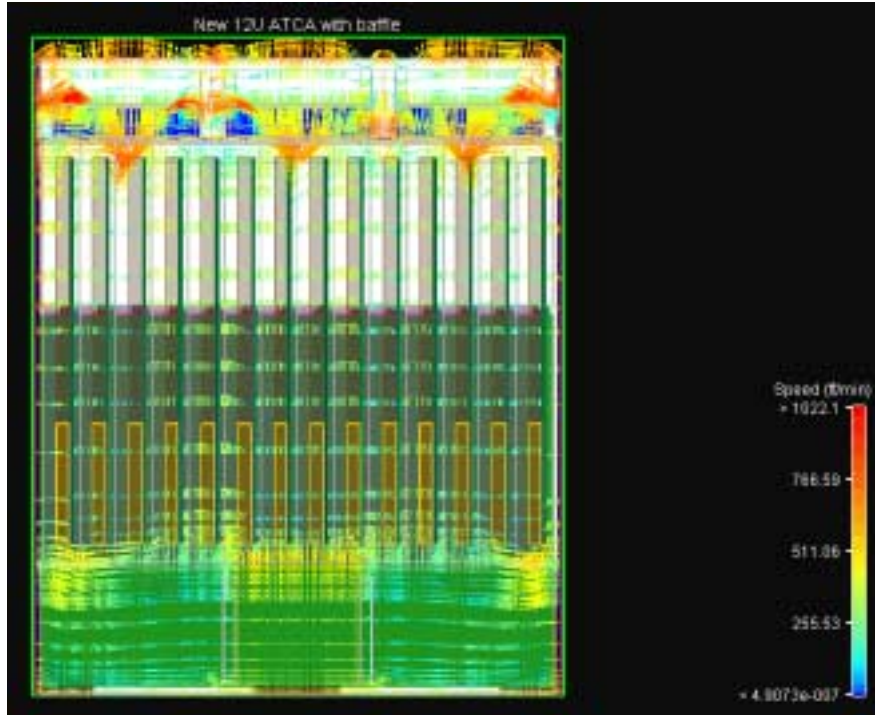 New 12U ATCA with baffle
Speed (ft/min)
> 1022.1
766.59
511.06
255.53
< 4.9073e-007